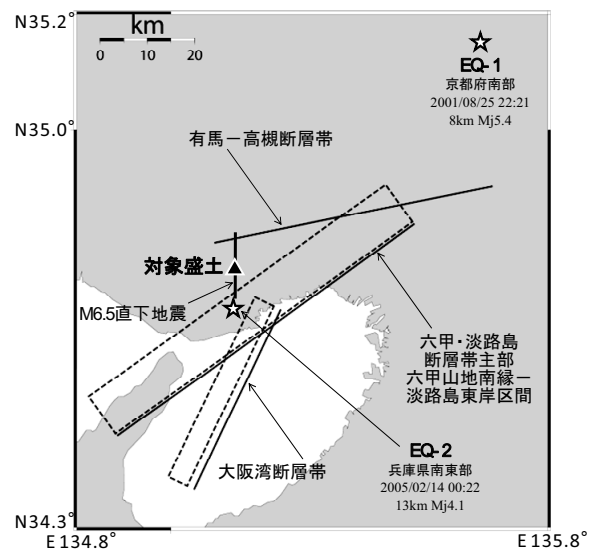 N35.2°
km
0 10 20
EQ-1
京都府南部
2001/08/25 22:21
8km Mj5.4
N35.0°
有馬－高槻断層帯
対象盛土
M6.5直下地震
六甲・淡路島
断層帯主部
六甲山地南縁－
淡路島東岸区間
大阪湾断層帯
EQ-2
兵庫県南東部
2005/02/14 00:22
13km Mj4.1
N34.3°
E134.8°
E135.8°